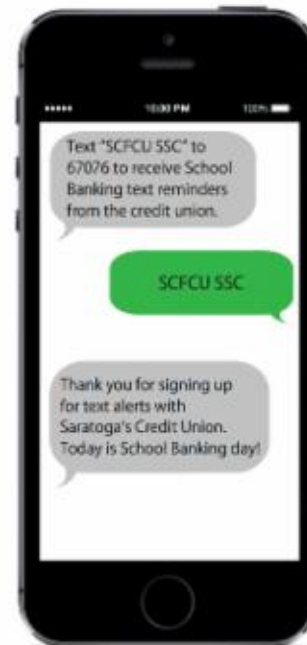 10:00 PM 100%
Text "SCFCU SSC" to
67076 to receive School
Banking text reminders
from the credit union.
SCFCU SSC
Thank you for signing up
for text alerts with
Saratoga's Credit Union.
Today is School Banking day!